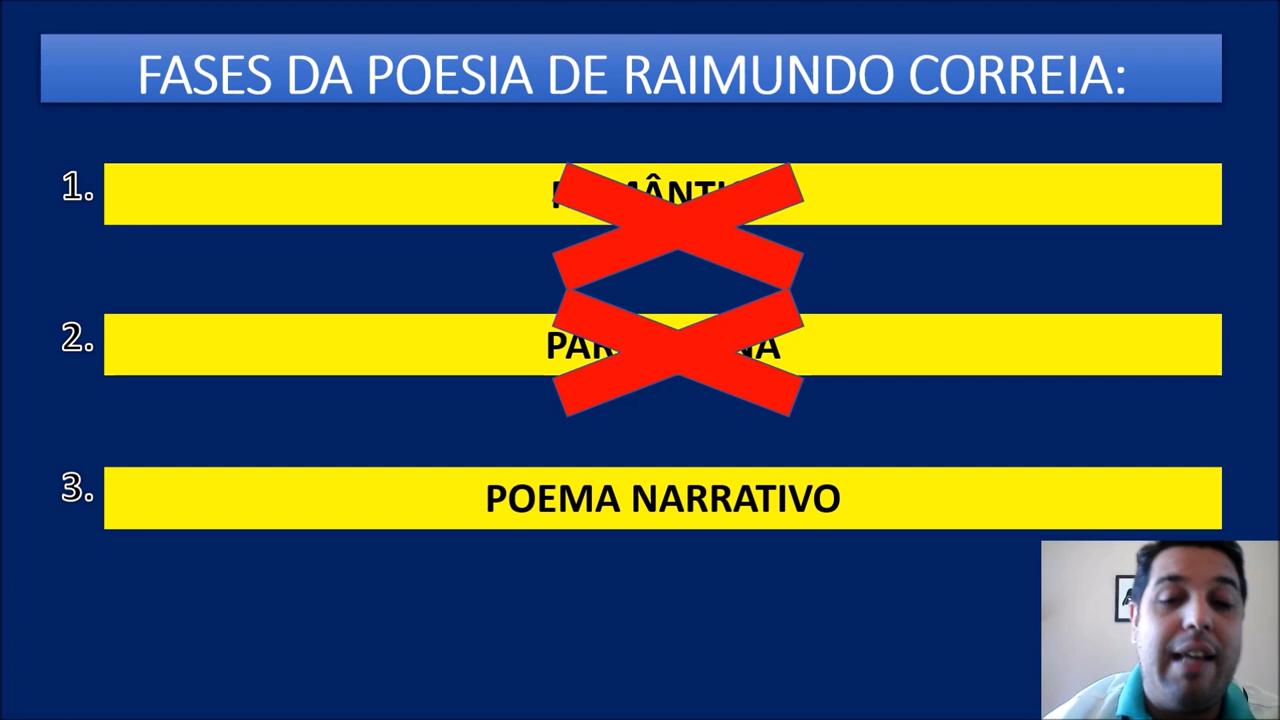 FASES DA POESIA DE RAIMUNDO CORREIA:
1.
2.
3. POEMA NARRATIVO